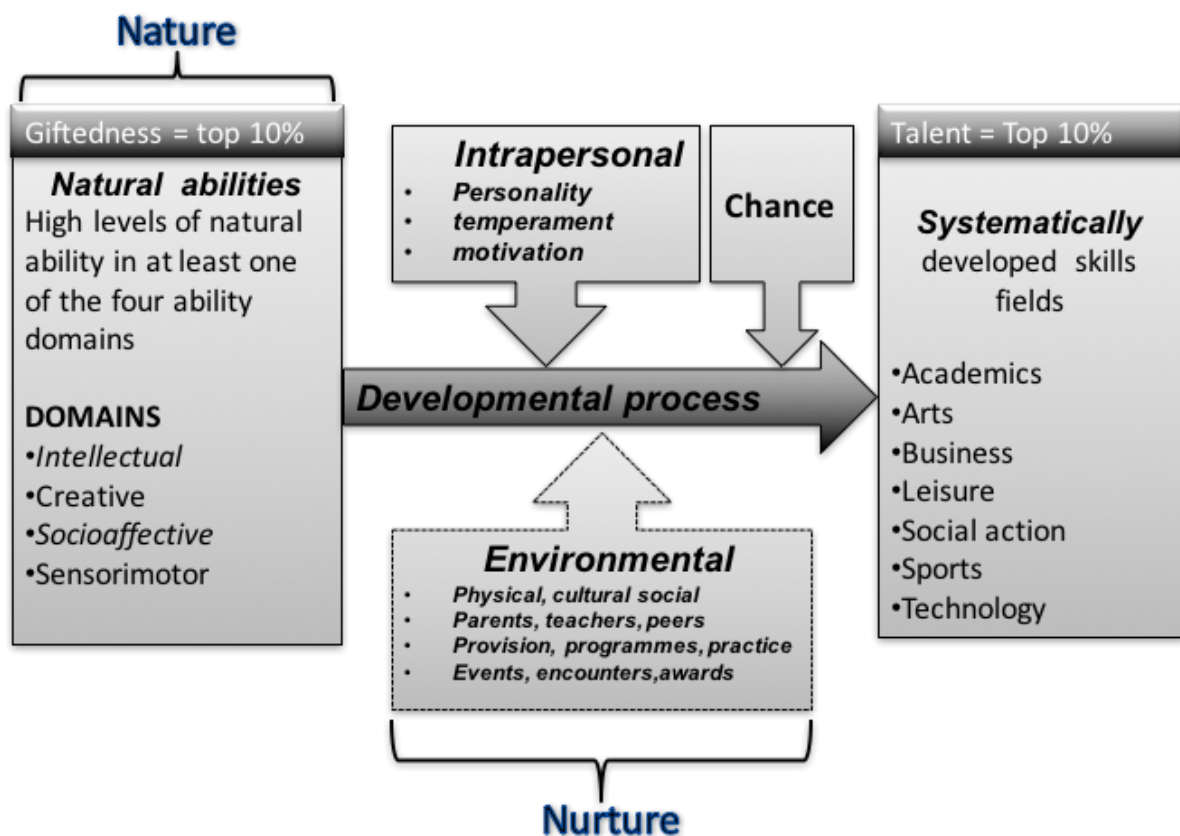 Nature
Giftedness = top 10%
Natural abilities
High levels of natural
ability in at least one
of the four ability
domains
DOMAINS
•Intellectual
•Creative
•Socioaffective
•Sensorimotor
Intrapersonal
• Personality
• temperament
• motivation
Chance
Developmental process
Environmental
• Physical, cultural social
• Parents, teachers, peers
• Provision, programmes, practice
• Events, encounters,awards
Nurture
Talent = Top 10%
Systematically
developed skills
fields
•Academics
•Arts
•Business
•Leisure
•Social action
•Sports
•Technology